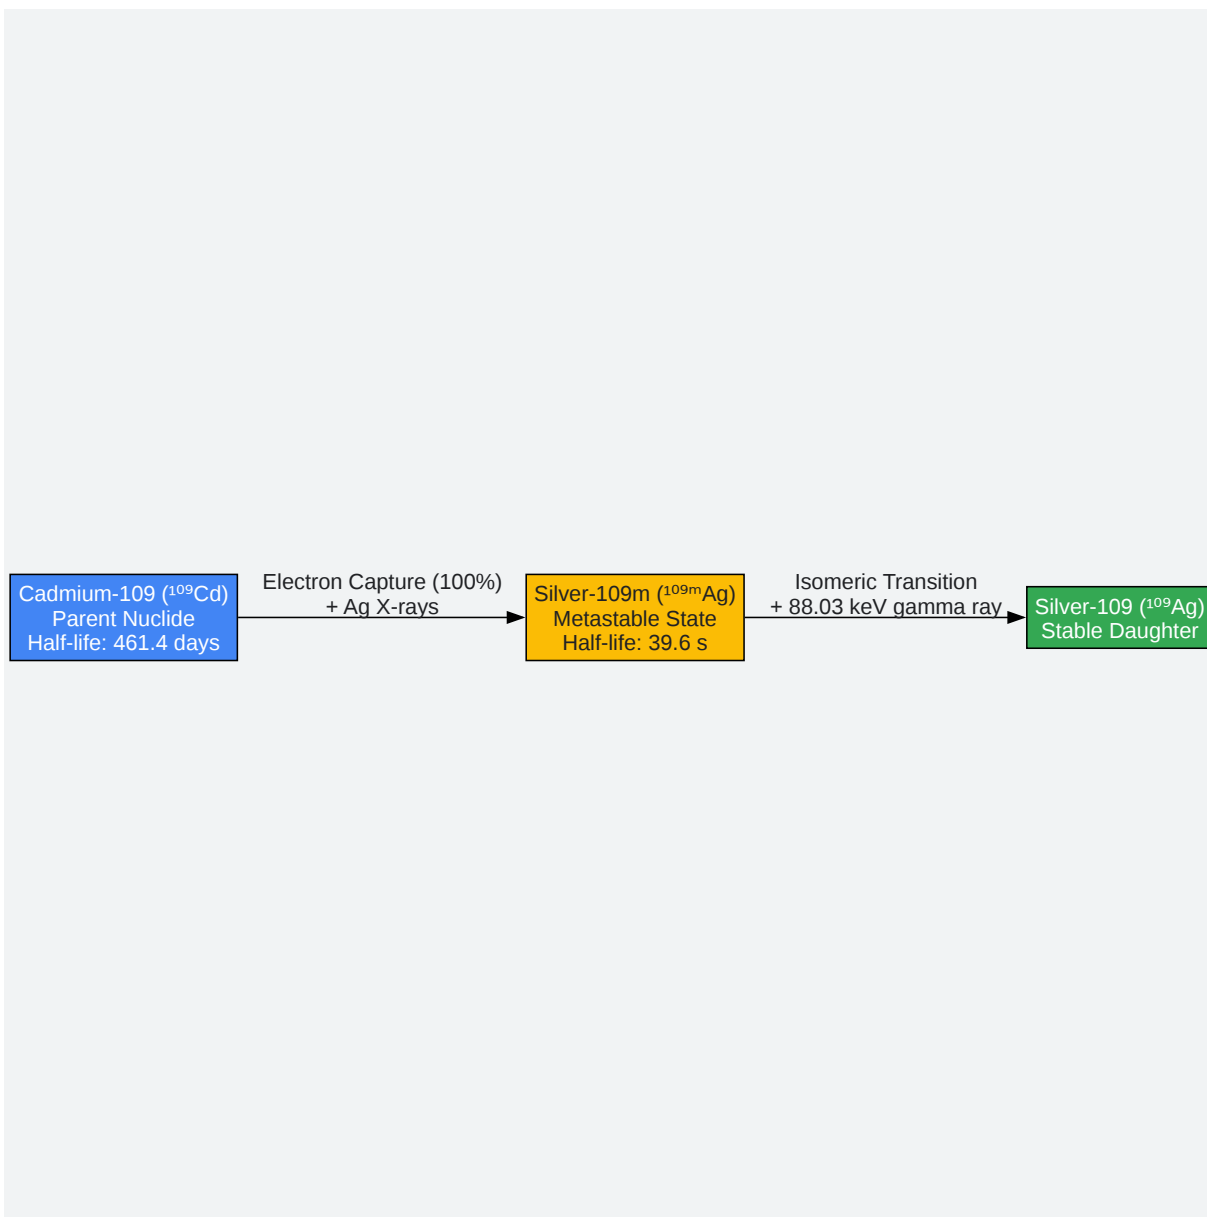 Cadmium-109 (¹⁰⁹Cd)
Parent Nuclide
Half-life: 461.4 days
Electron Capture (100%)
+ Ag X-rays
Silver-109m (¹⁰⁹ᵐAg)
Metastable State
Half-life: 39.6 s
Isomeric Transition
+ 88.03 keV gamma ray
Silver-109 (¹⁰⁹Ag)
Stable Daughter